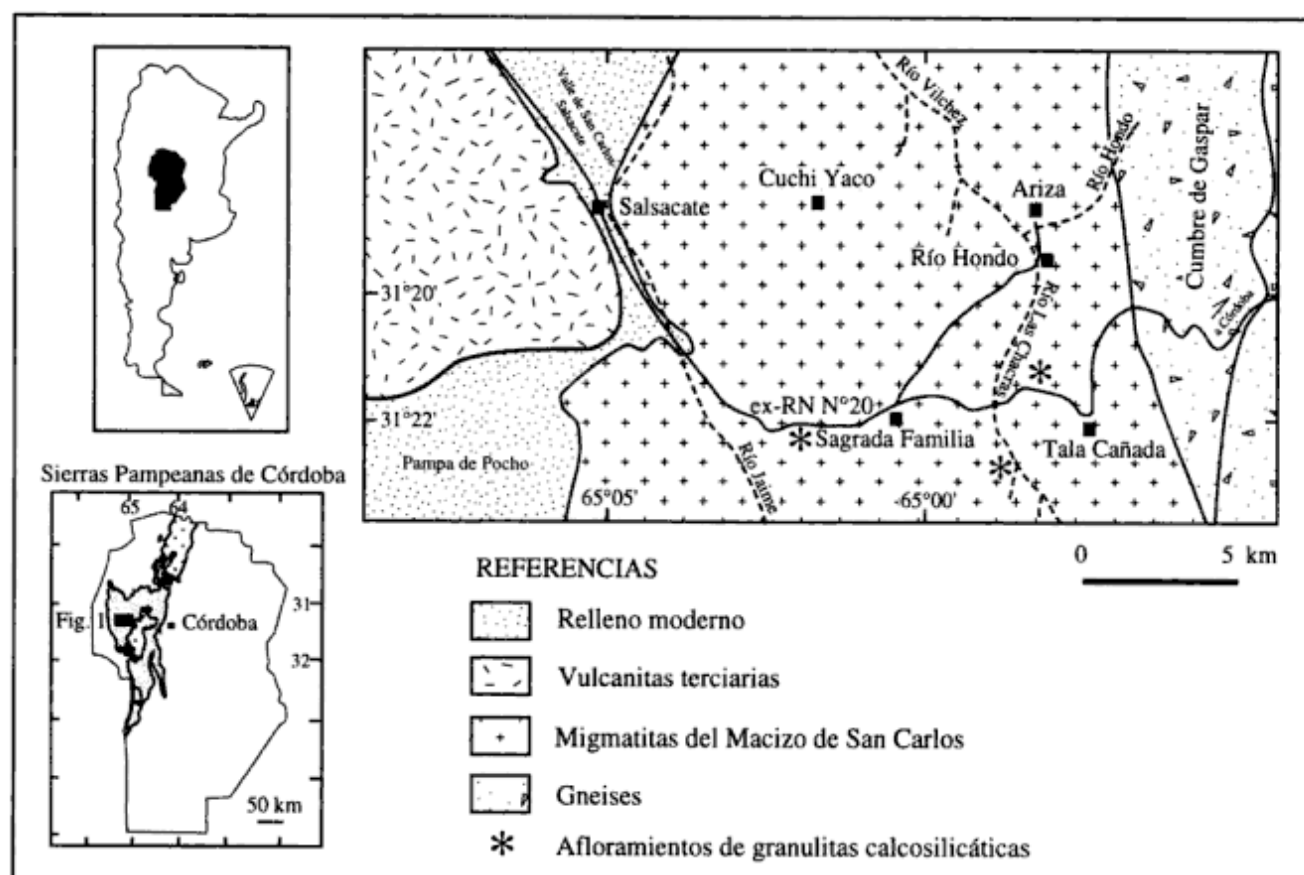 Sierras Pampeanas de Córdoba
65
64
Fig. 1
Córdoba
31
32
50 km
Valle de San Carlos
Salsacate
Río Vilchez
Río Hondo
Cumbre de Gaspar
Cuchi Yaco
Ariza
Salsacate
Río Hondo
31°20'
Río Las Chacras
a Córdoba
31°22'
ex-RN N°20
Sagrada Familia
Tala Cañada
Pampa de Pocho
Río Jaime
65°05'
65°00'
0 5 km
REFERENCIAS
Relleno moderno
Vulcanitas terciarias
Migmatitas del Macizo de San Carlos
Gneises
Afloramientos de granulitas calcosilicáticas